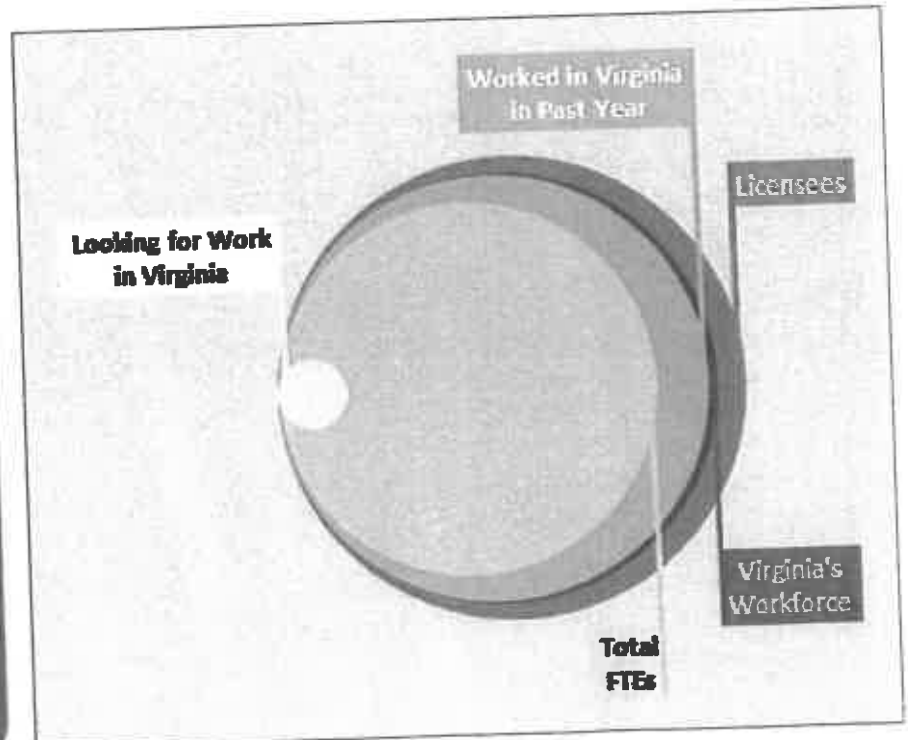 Worked in Virginia
in Past Year
Licensees
Looking for Work
in Virginia
Virginia's
Workforce
Total
FTEs